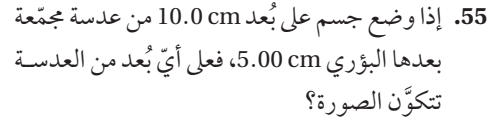 55. إذا وضع جسم على بُعد 10.0 cm من عدسة مجمّعة
بعدها البؤري 5.00 cm، فعلى أيّ بُعد من العدسـة
تتكوَّن الصورة؟